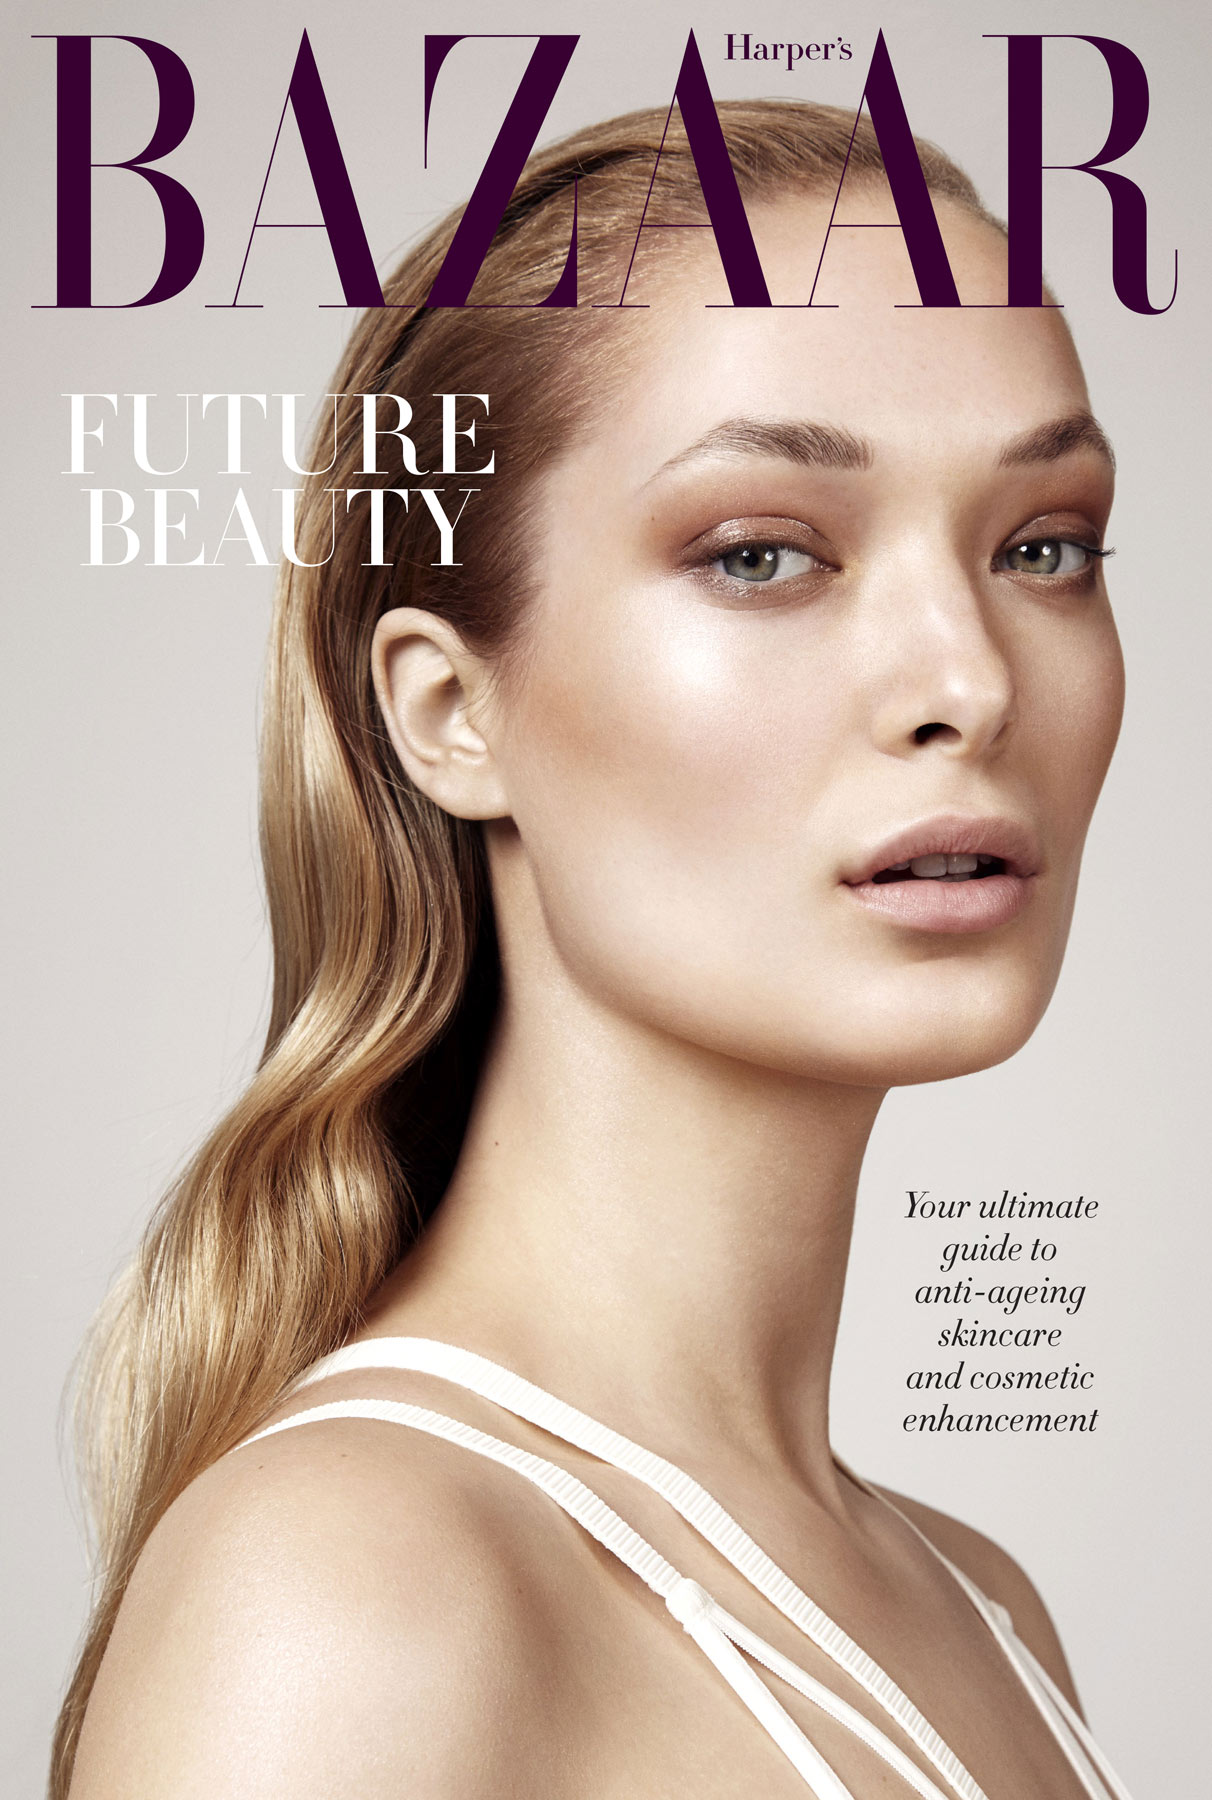 Harper's
BAZAAR
FUTURE
BEAUTY
Your ultimate
guide to
anti-ageing
skincare
and cosmetic
enhancement